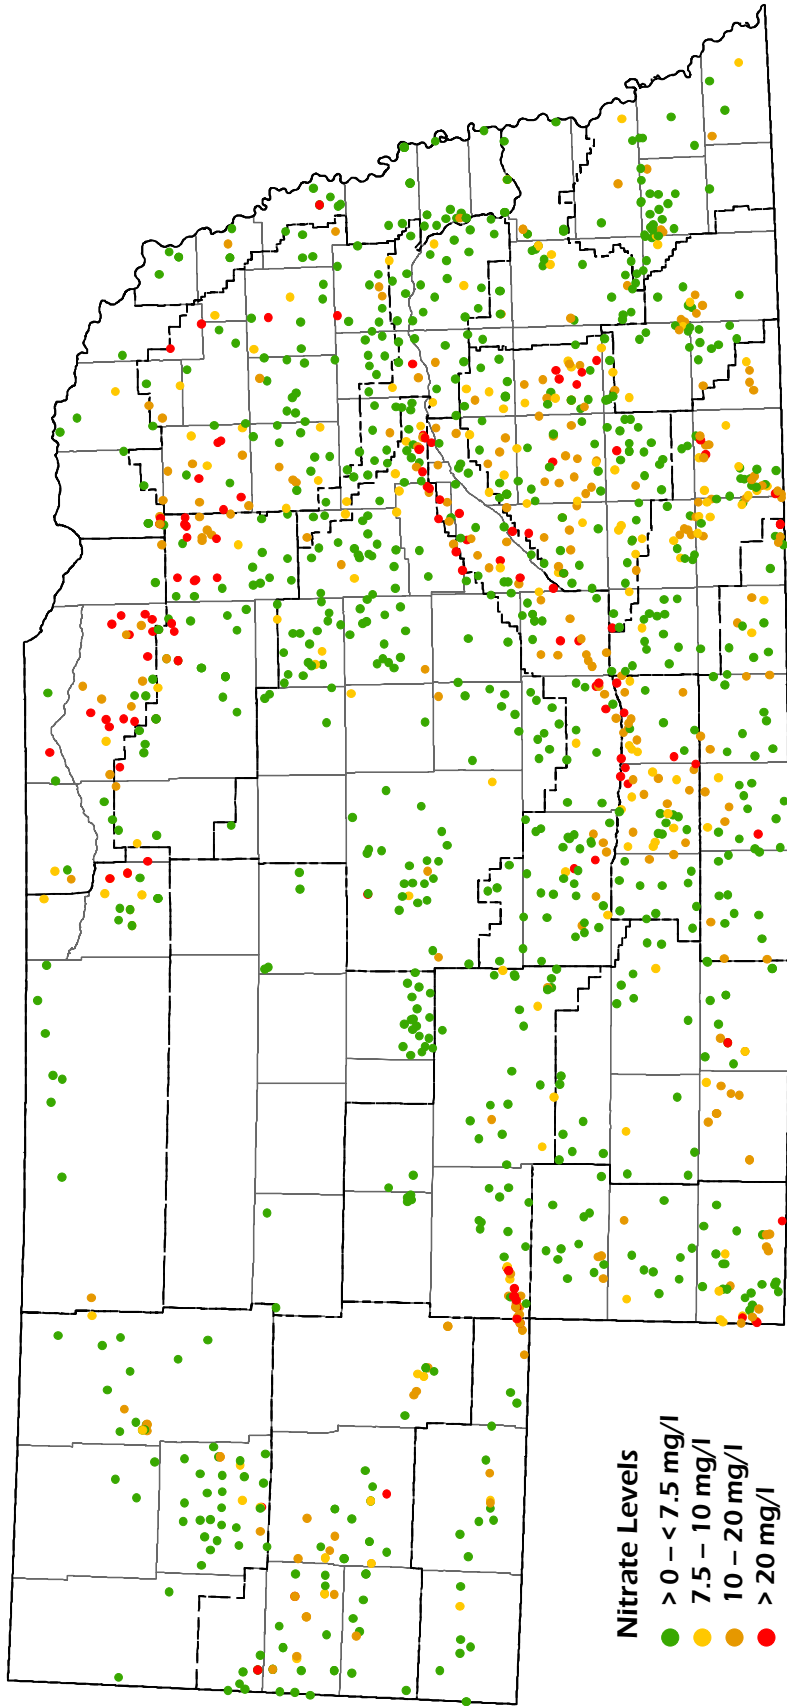 Nitrate Levels
> 0 – < 7.5 mg/l
7.5 – 10 mg/l
10 – 20 mg/l
> 20 mg/l